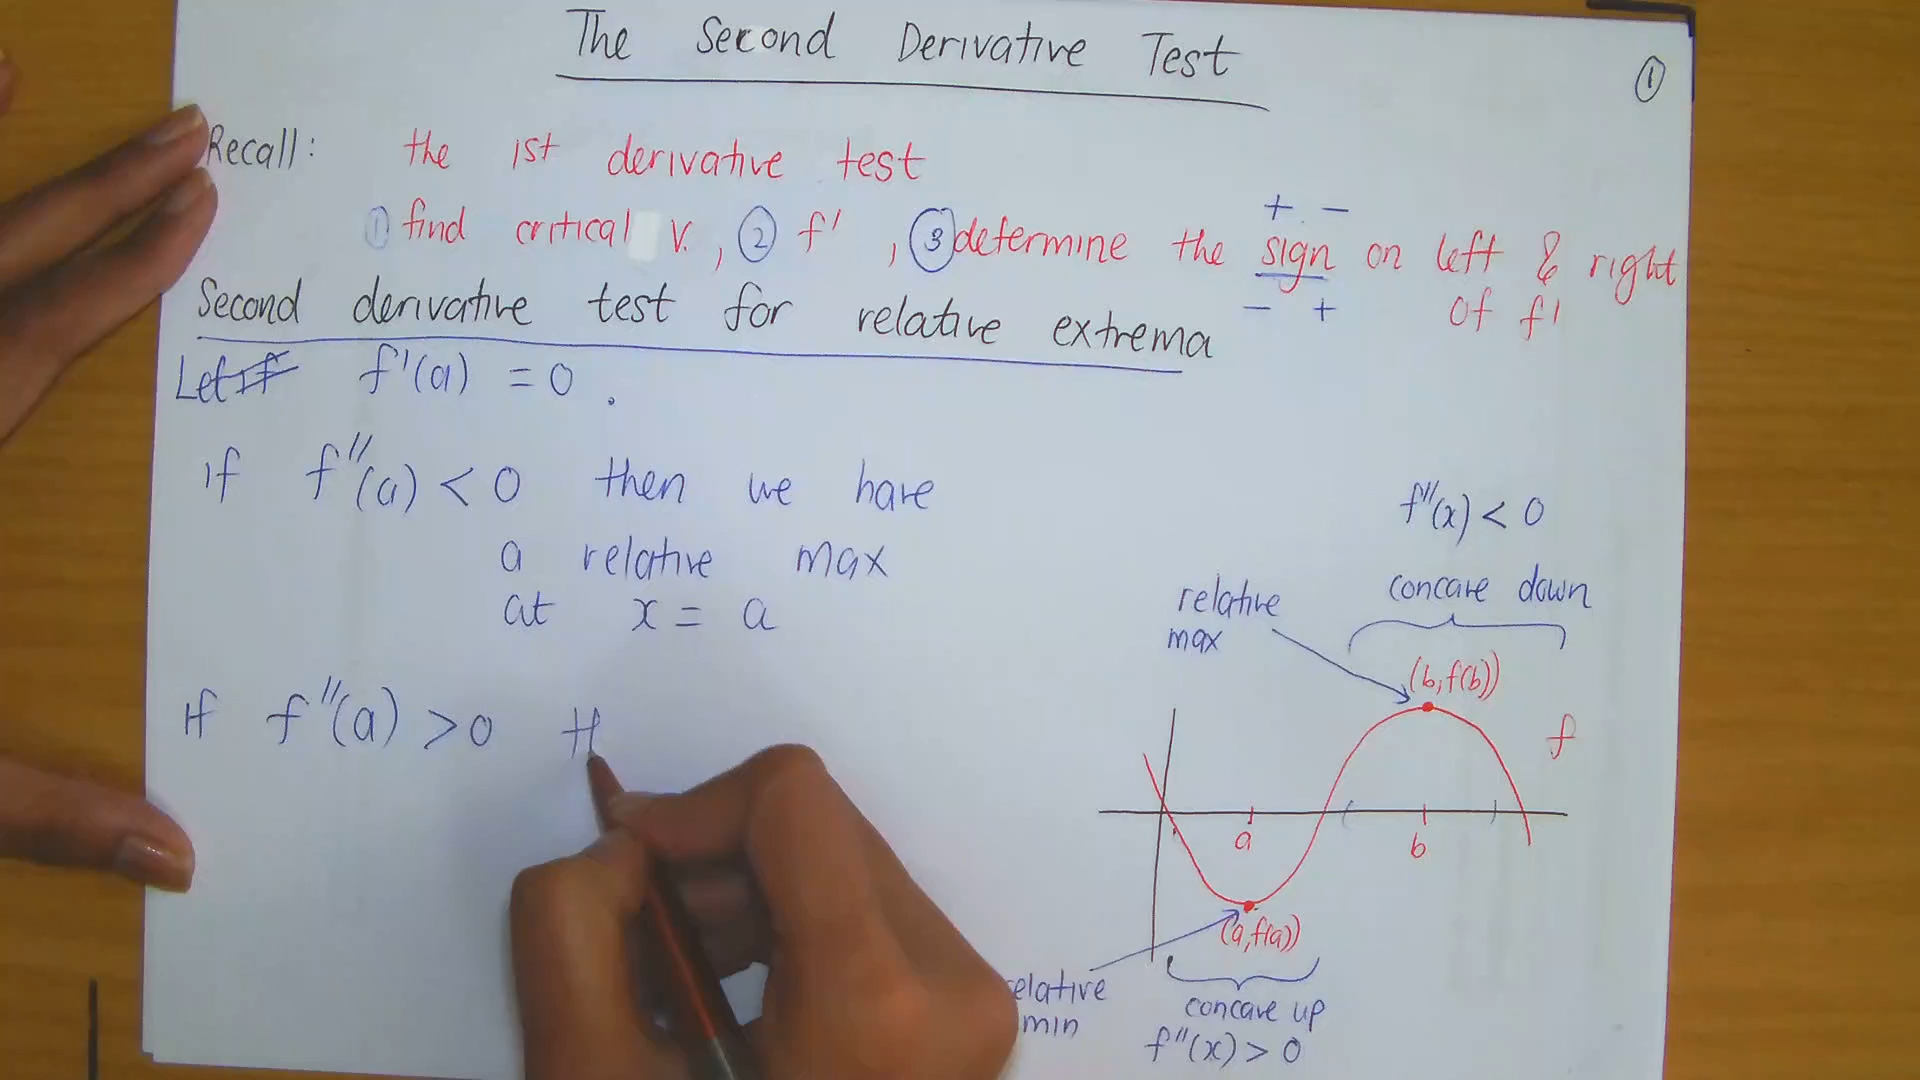 The Second Derivative Test
①
Recall: the 1st derivative test
+ -
① find critical v. , ② f' , ③ determine the sign on left & right
- + of f'
Second derivative test for relative extrema
Let f'(a) = 0 .
If f''(a) < 0 then we have
a relative max
at x = a
If f''(a) > 0 th
f''(x) < 0
concave down
relative
max
(b, f(b))
f
a
b
(a, f(a))
elative
min
concave up
f''(x) > 0